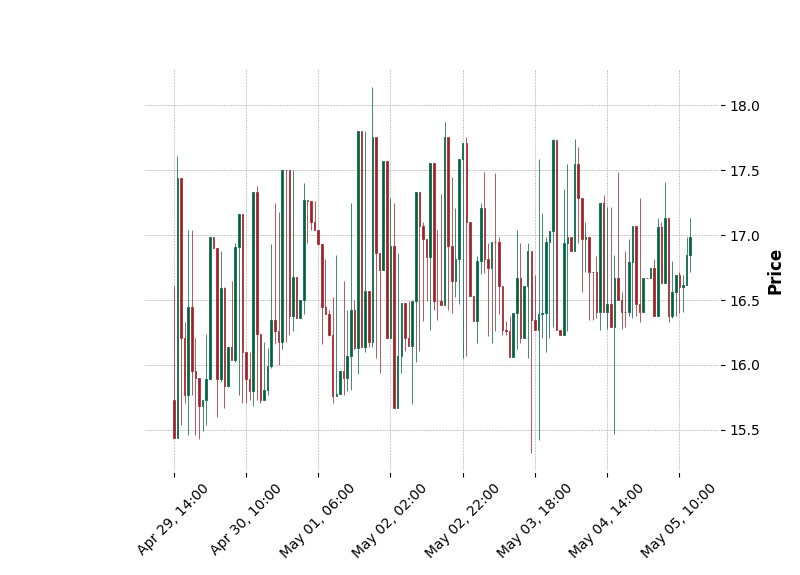 18.0
17.5
17.0
16.5
16.0
15.5
Price
Apr 29, 14:00
Apr 30, 10:00
May 01, 06:00
May 02, 02:00
May 02, 22:00
May 03, 18:00
May 04, 14:00
May 05, 10:00